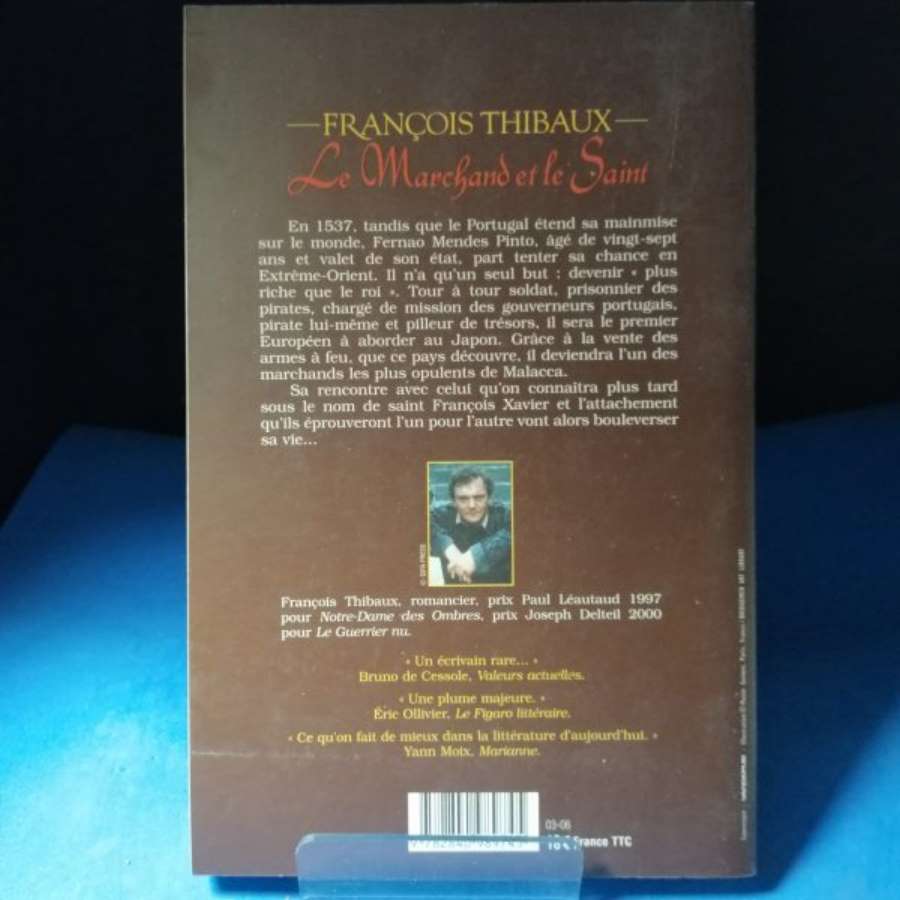 FRANÇOIS THIBAUX
Le Marchand et le Saint
En 1537, tandis que le Portugal étend sa mainmise
sur le monde, Fernao Mendes Pinto, âgé de vingt-sept
ans et valet de son état, part tenter sa chance en
Extrême-Orient. Il n'a qu'un seul but : devenir « plus
riche que le roi ». Tour à tour soldat, prisonnier des
pirates, chargé de mission des gouverneurs portugais,
pirate lui-même et pilleur de trésors, il sera le premier
Européen à aborder au Japon. Grâce à la vente des
armes à feu, que ce pays découvre, il deviendra l'un des
marchands les plus opulents de Malacca.
Sa rencontre avec celui qu'on connaîtra plus tard
sous le nom de saint François Xavier et l'attachement
qu'ils éprouveront l'un pour l'autre vont alors bouleverser
sa vie...
François Thibaux, romancier, prix Paul Léautaud 1997
pour Notre-Dame des Ombres, prix Joseph Delteil 2000
pour Le Guerrier nu.
« Un écrivain rare... »
Bruno de Cessole, Valeurs actuelles.
« Une plume majeure. »
Éric Ollivier, Le Figaro littéraire.
« Ce qu'on fait de mieux dans la littérature d'aujourd'hui. »
Yann Moix, Marianne.
03-06
France TTC